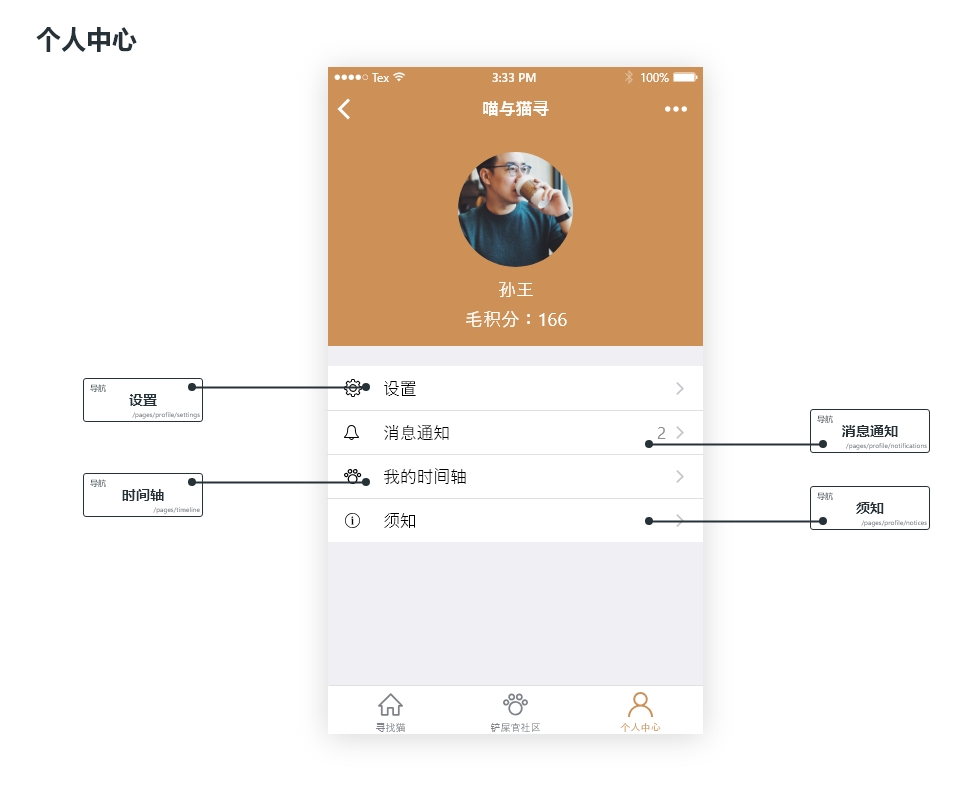 个人中心
Tex 3:33 PM 100%
喵与猫寻
孙王
毛积分：166
导航
设置
/pages/profile/settings
设置
消息通知 2
导航
消息通知
/pages/profile/notifications
导航
时间轴
/pages/timeline
我的时间轴
须知
导航
须知
/pages/profile/notices
寻找猫 铲屎官社区 个人中心